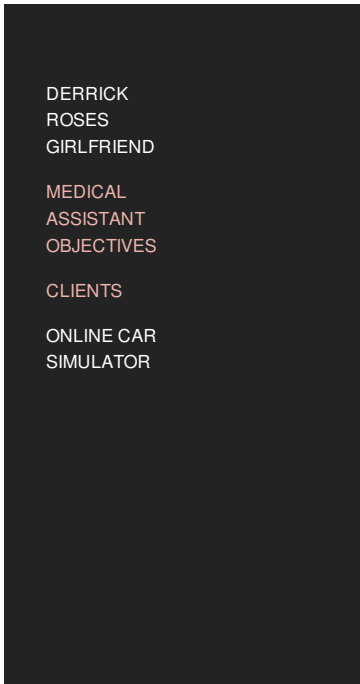 DERRICK
ROSES
GIRLFRIEND
MEDICAL
ASSISTANT
OBJECTIVES
CLIENTS
ONLINE CAR
SIMULATOR